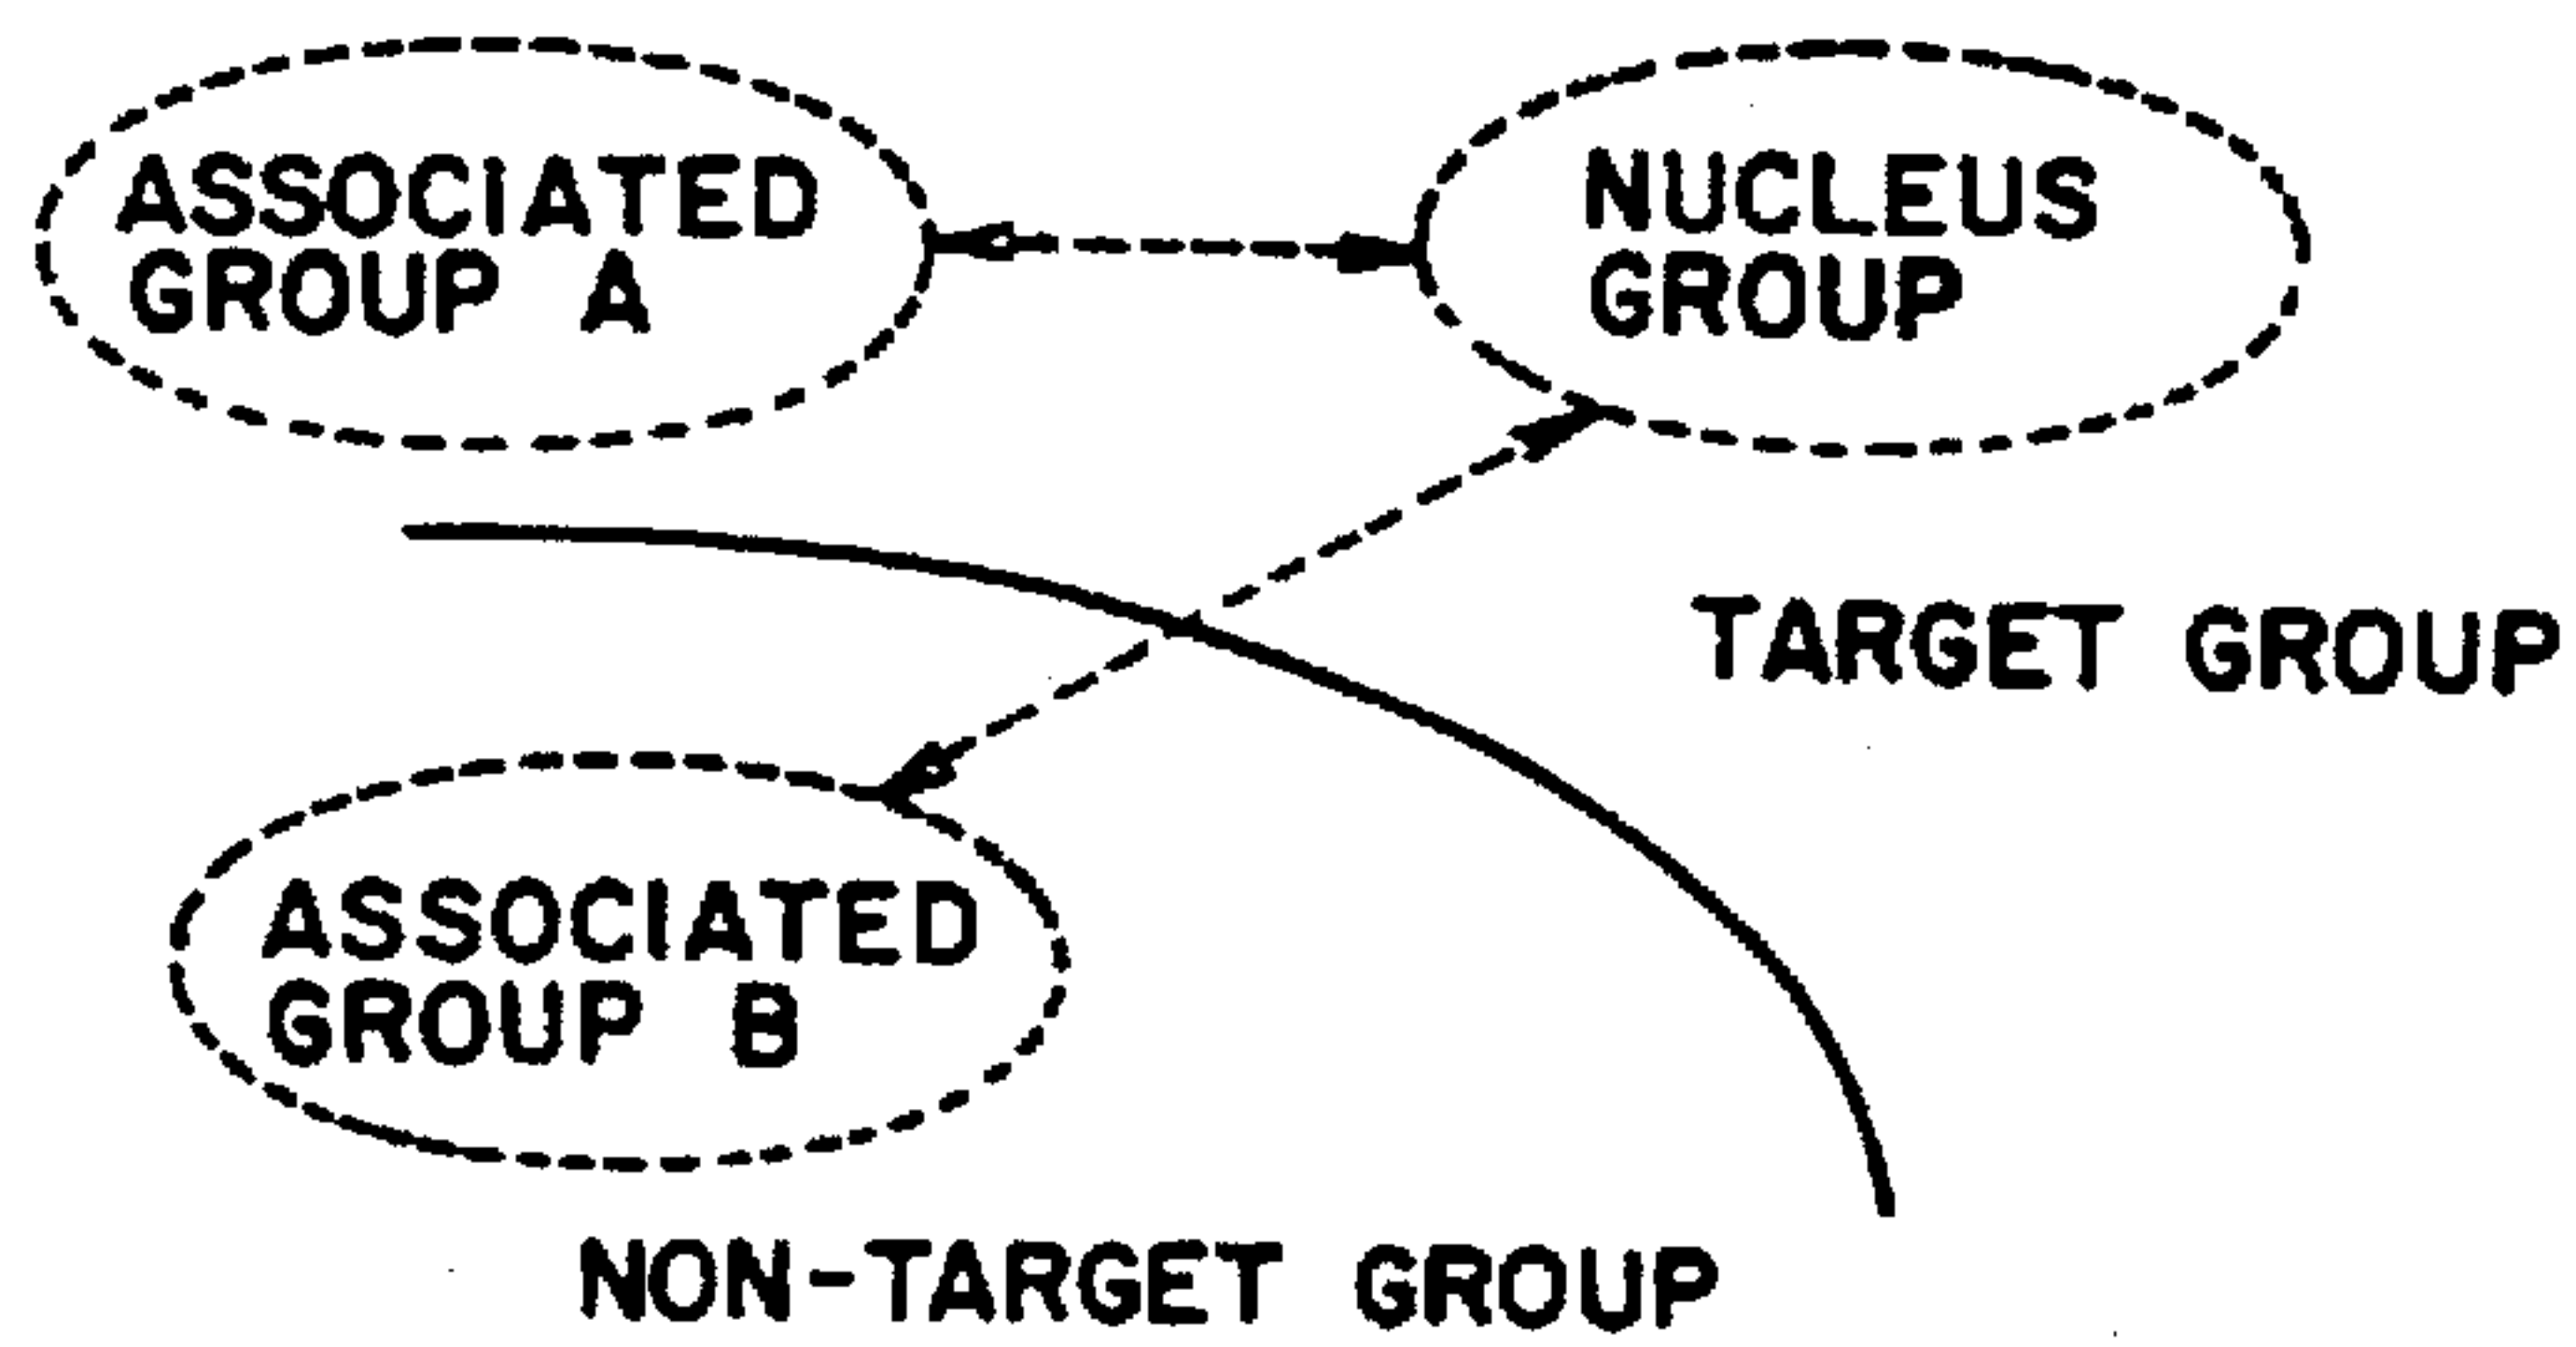 ASSOCIATED
GROUP A
NUCLEUS
GROUP
TARGET GROUP
ASSOCIATED
GROUP B
NON-TARGET GROUP